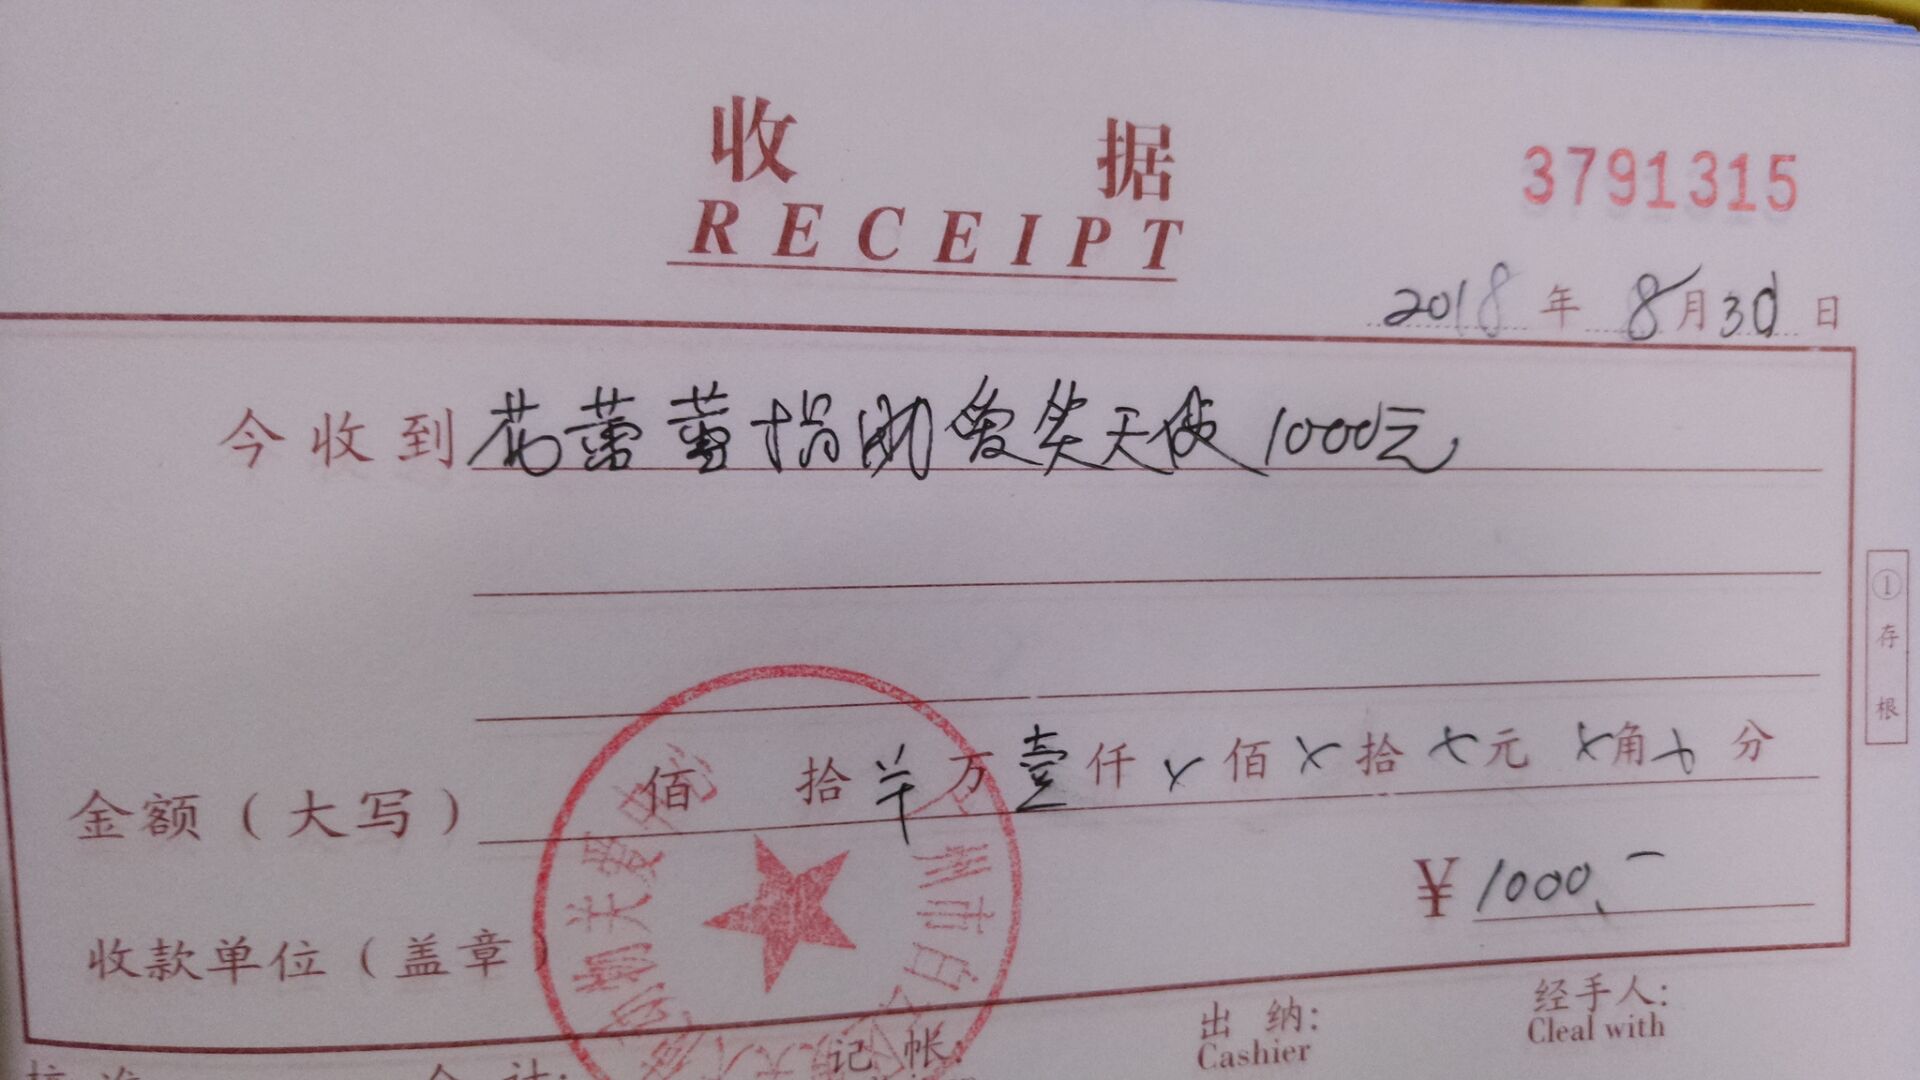 收 据
RECEIPT
3791315
2018 年 8 月 30 日
今收到 花蕾蕾捐助爱笑天使1000元
金额（大写） 佰 拾 羊 万 壹 仟 x 佰 x 拾 x 元 x 角 x 分
¥ 1000.-
收款单位（盖章）
① 存根
出 纳:
Cashier
经手人:
Cleal with
记 帐: